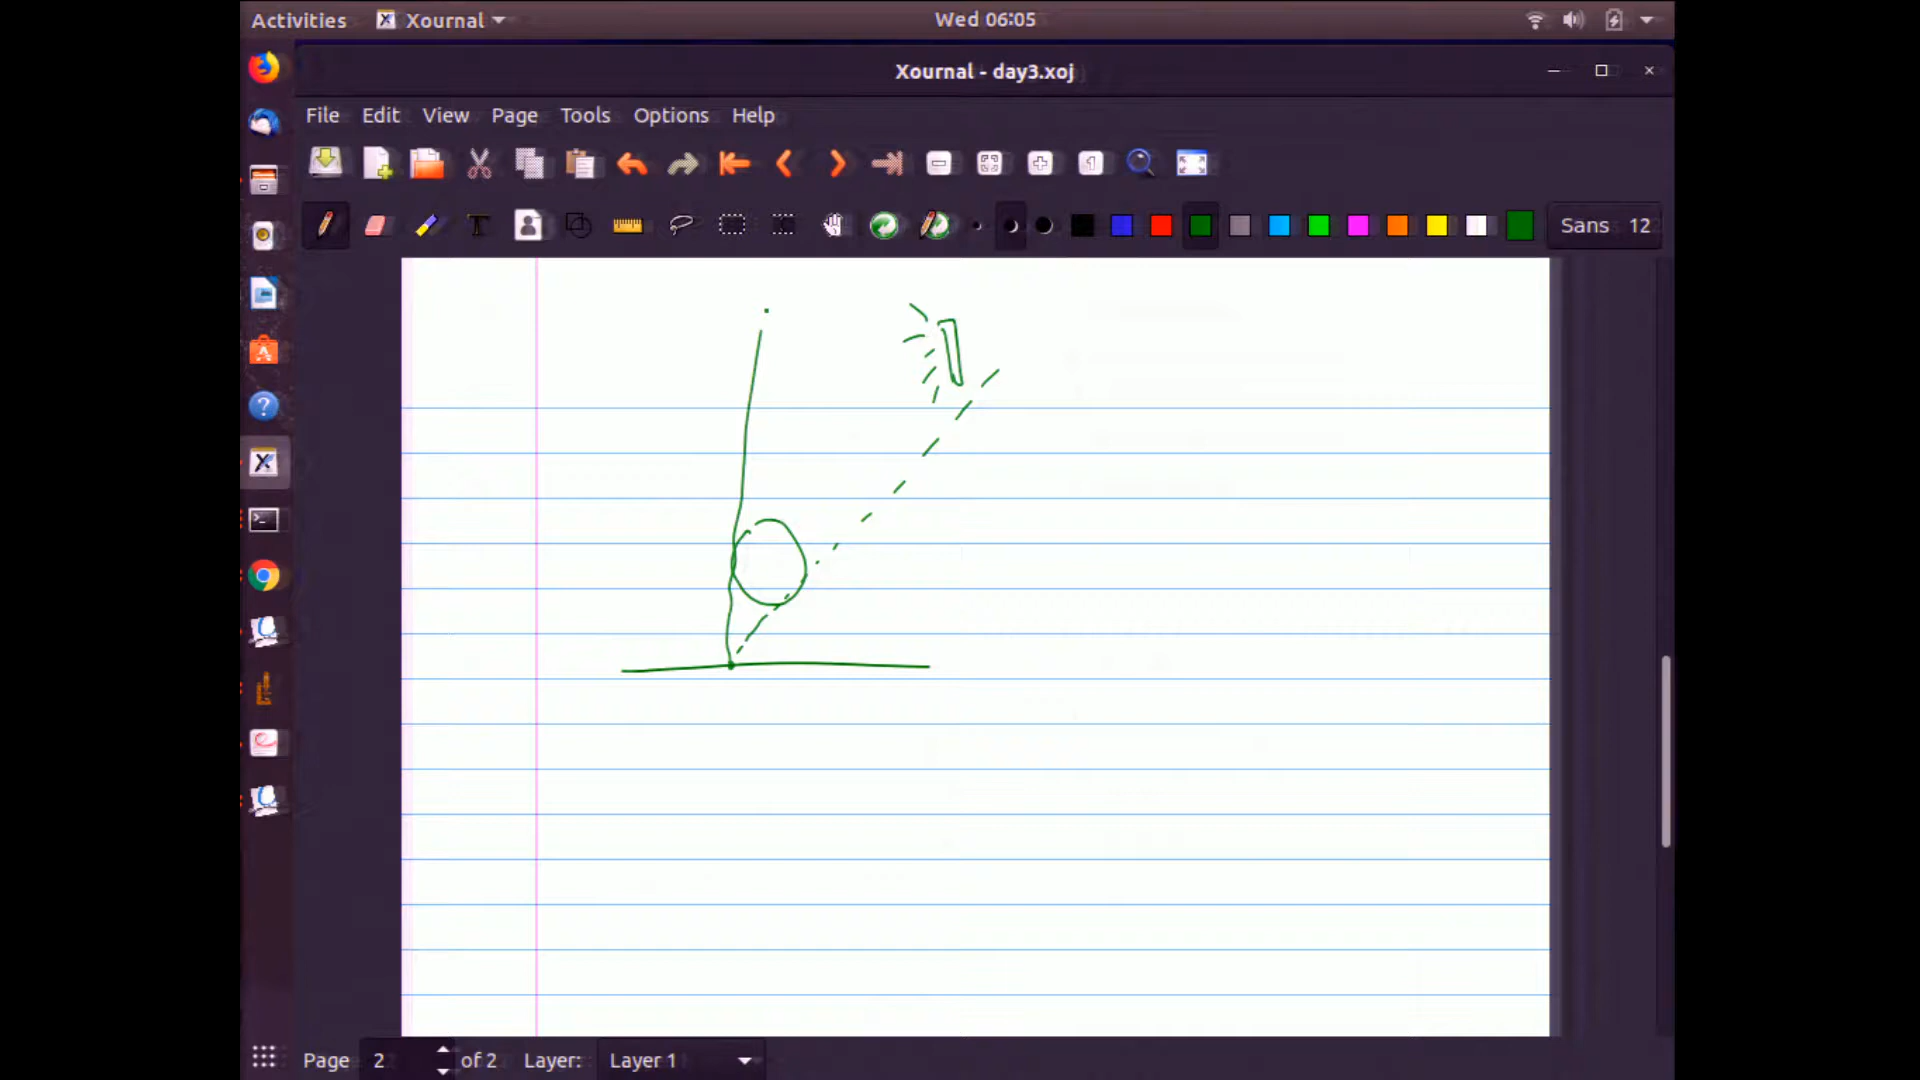 Activities Xournal Wed 06:05
Xournal - day3.xoj
File Edit View Page Tools Options Help
Sans 12
Page 2 of 2 Layer: Layer 1